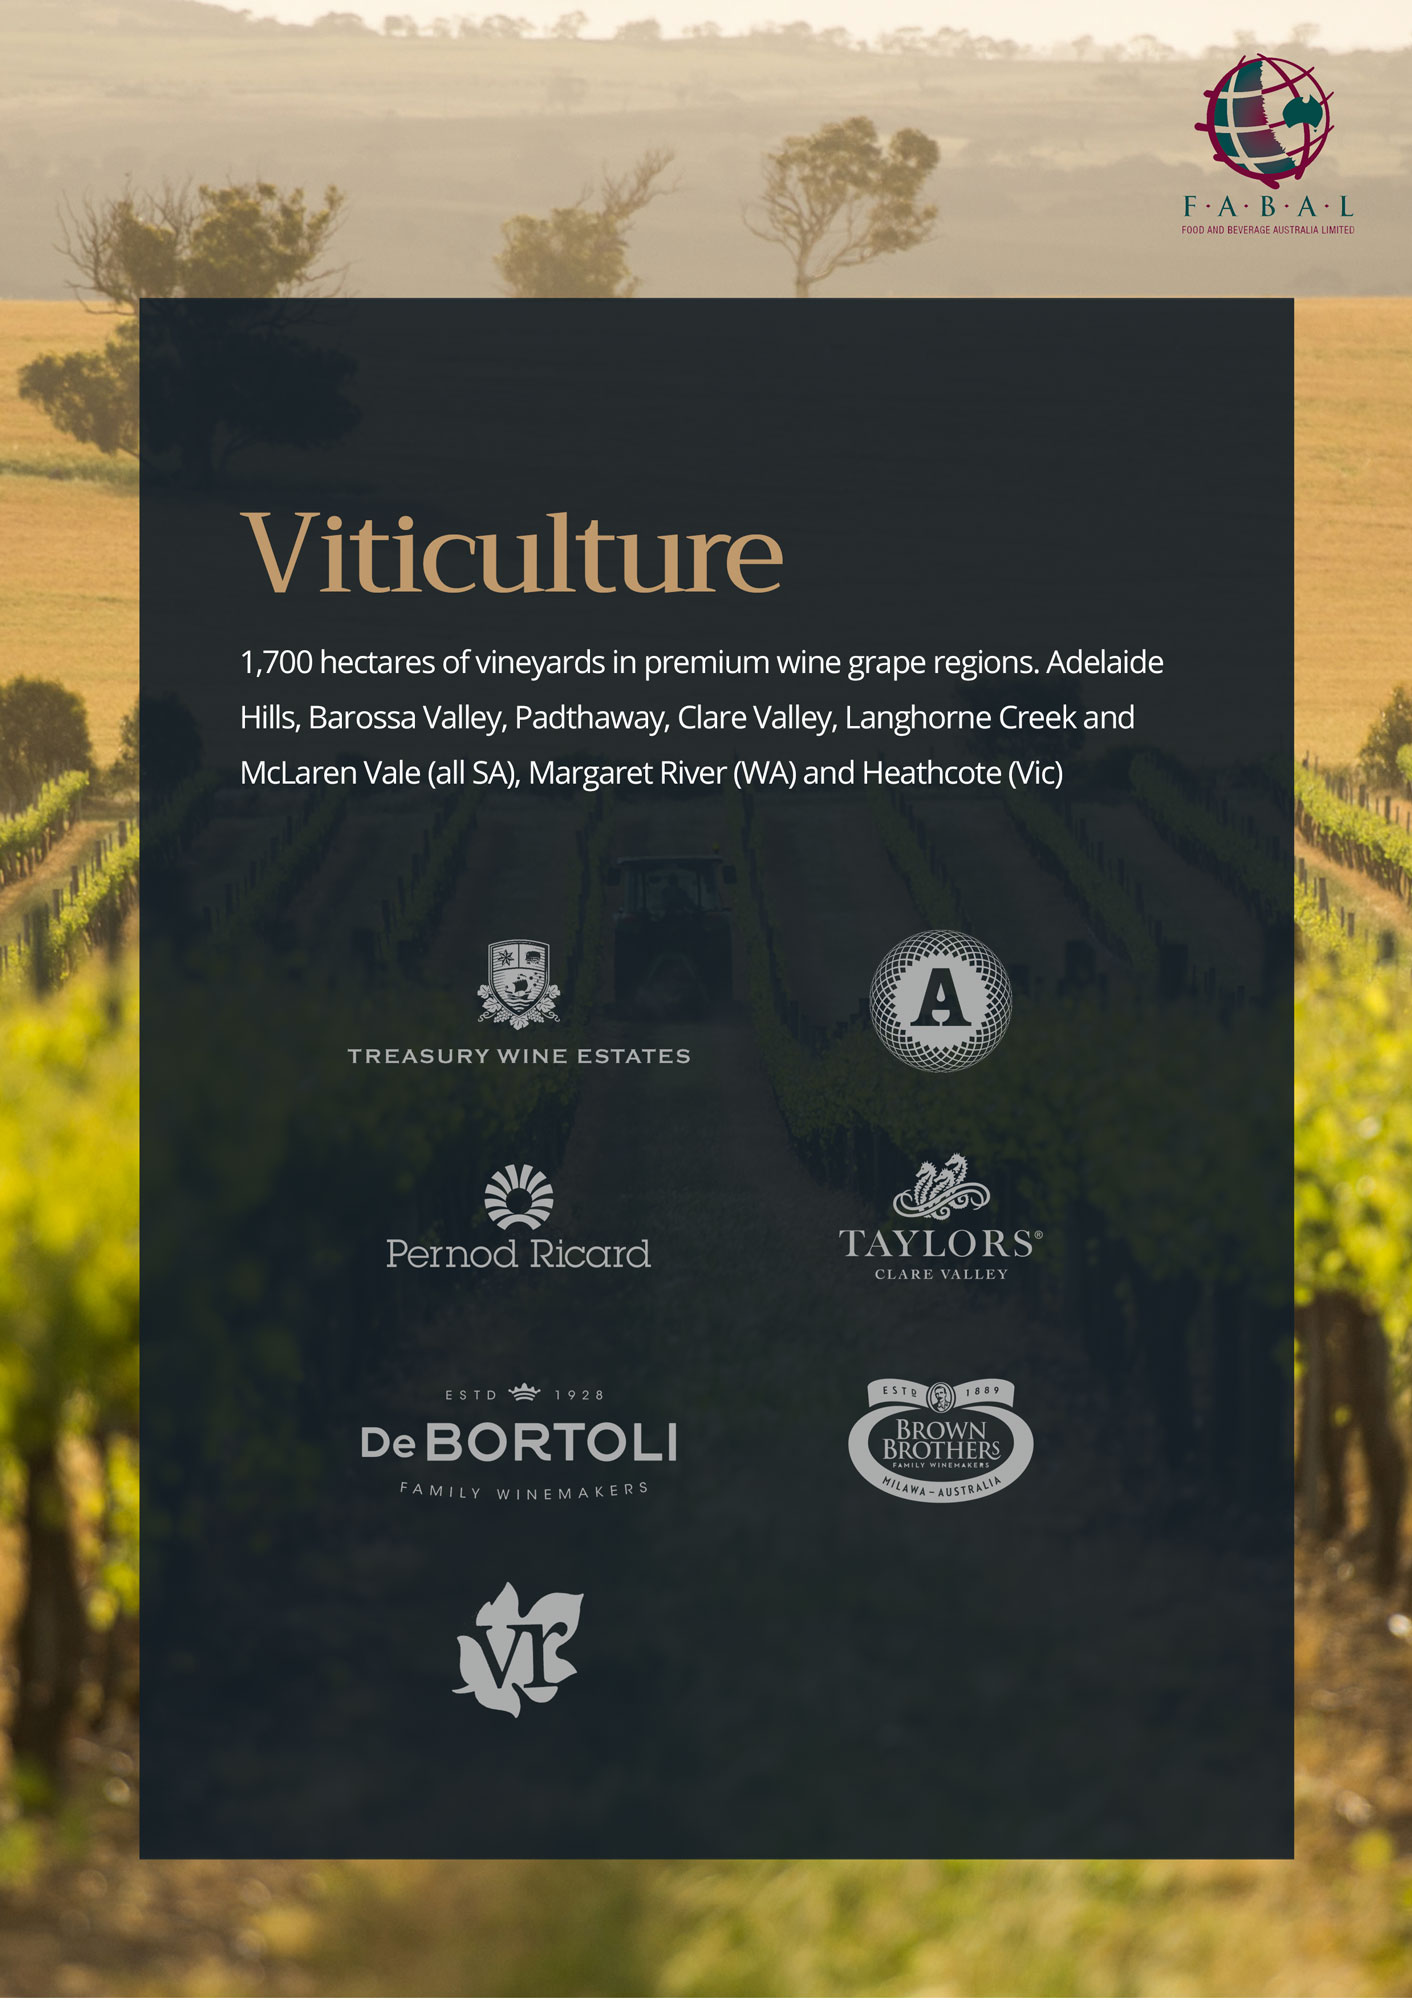 F·A·B·A·L
FOOD AND BEVERAGE AUSTRALIA LIMITED
Viticulture
1,700 hectares of vineyards in premium wine grape regions. Adelaide
Hills, Barossa Valley, Padthaway, Clare Valley, Langhorne Creek and
McLaren Vale (all SA), Margaret River (WA) and Heathcote (Vic)
TREASURY WINE ESTATES
A
Pernod Ricard
TAYLORS®
CLARE VALLEY
ESTD 1928
De BORTOLI
FAMILY WINEMAKERS
ESTD 1889
BROWN
BROTHERS
FAMILY WINEMAKERS
MILAWA - AUSTRALIA
vr